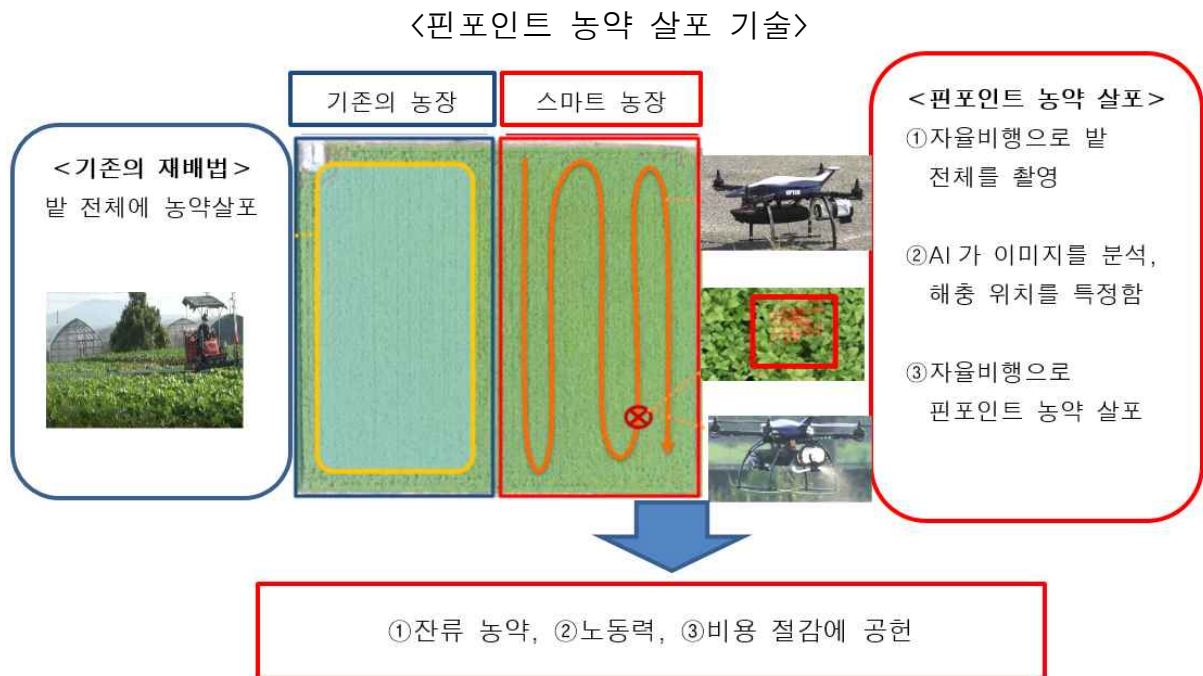 <핀포인트 농약 살포 기술>
기존의 농장
스마트 농장
<기존의 재배법>
밭 전체에 농약살포
<핀포인트 농약 살포>
①자율비행으로 밭
전체를 촬영
②AI가 이미지를 분석,
해충 위치를 특정함
③자율비행으로
핀포인트 농약 살포
①잔류 농약, ②노동력, ③비용 절감에 공헌